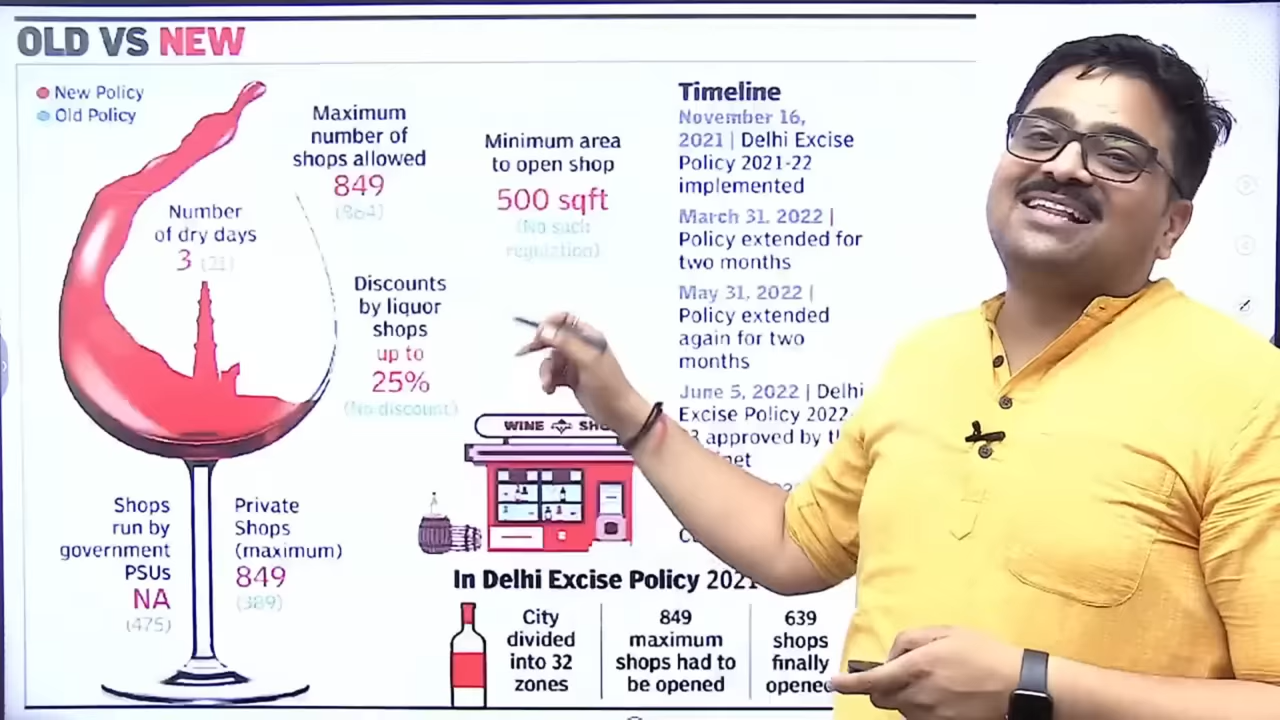 OLD VS NEW
New Policy
Old Policy
Number
of dry days
3 (21)
Maximum
number of
shops allowed
849
(864)
Minimum area
to open shop
500 sqft
(No such
regulation)
Discounts
by liquor
shops
up to
25%
(No discount)
Shops
run by
government
PSUs
NA
(475)
Private
Shops
(maximum)
849
(389)
Timeline
November 16,
2021 | Delhi Excise
Policy 2021-22
implemented
March 31, 2022 |
Policy extended for
two months
May 31, 2022 |
Policy extended
again for two
months
June 5, 2022 | Delhi
Excise Policy 2022-
3 approved by t
net
WINE SHO
In Delhi Excise Policy 2021
City
divided
into 32
zones
849
maximum
shops had to
be opened
639
shops
finally
opened